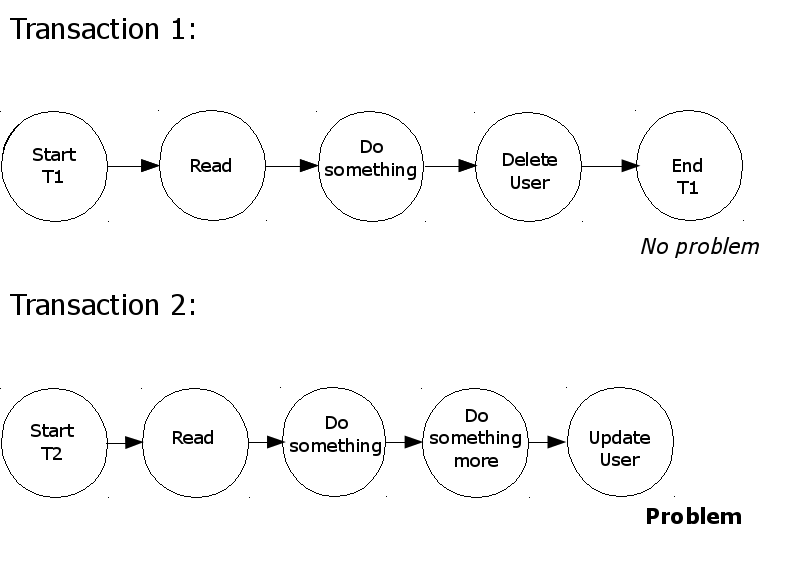 Transaction 1:
Start
T1
Read
Do
something
Delete
User
End
T1
No problem
Transaction 2:
Start
T2
Read
Do
something
Do
something
more
Update
User
Problem